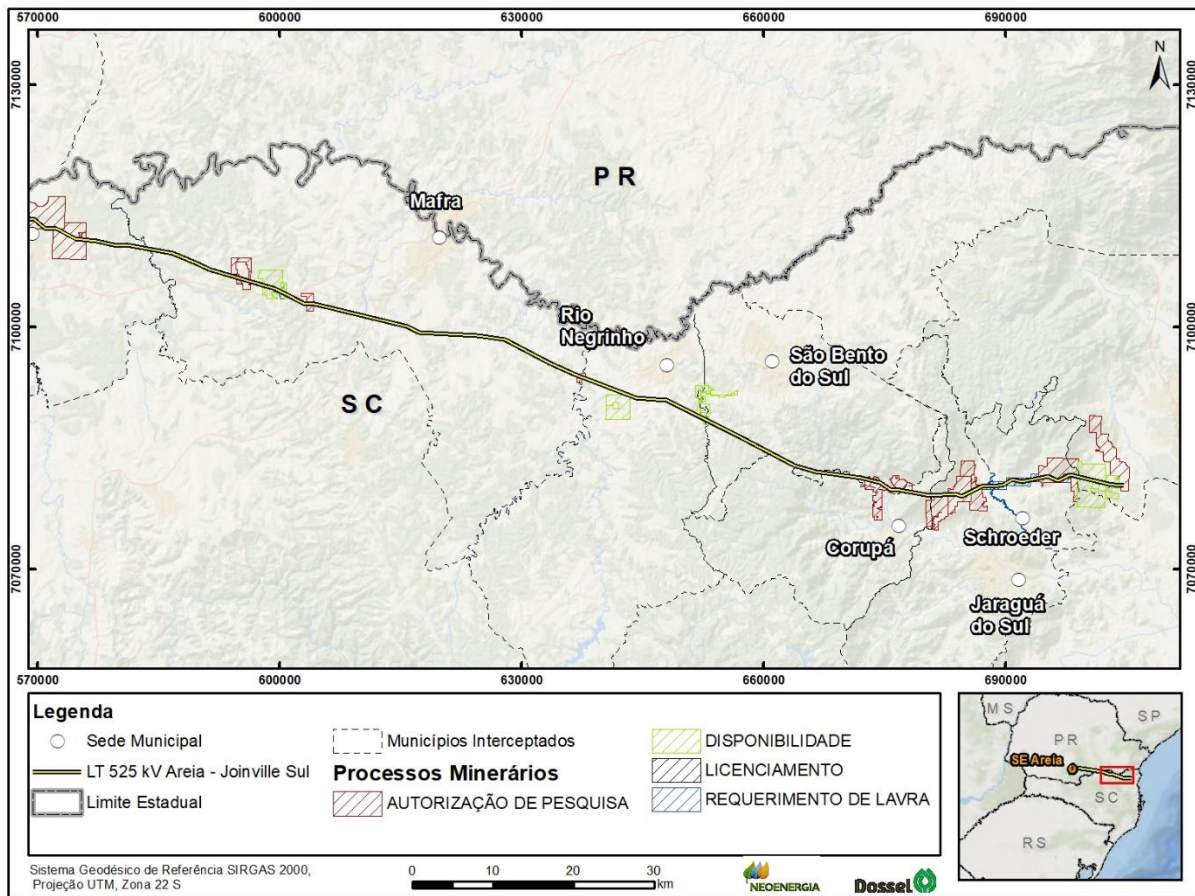 570000 600000 630000 660000 690000
N
7130000 7130000
P R
Mafra
7100000 7100000
Rio
Negrinho
São Bento
do Sul
S C
Corupá
Schroeder
7070000 7070000
Jaraguá
do Sul
570000 600000 630000 660000 690000
Legenda
Sede Municipal
LT 525 kV Areia - Joinville Sul
Limite Estadual
Municípios Interceptados
Processos Minerários
AUTORIZAÇÃO DE PESQUISA
DISPONIBILIDADE
LICENCIAMENTO
REQUERIMENTO DE LAVRA
MS
SP
PR
SE Areia
SC
RS
Sistema Geodésico de Referência SIRGAS 2000,
Projeção UTM, Zona 22 S
0 10 20 30
km
NEOENERGIA
Dossel